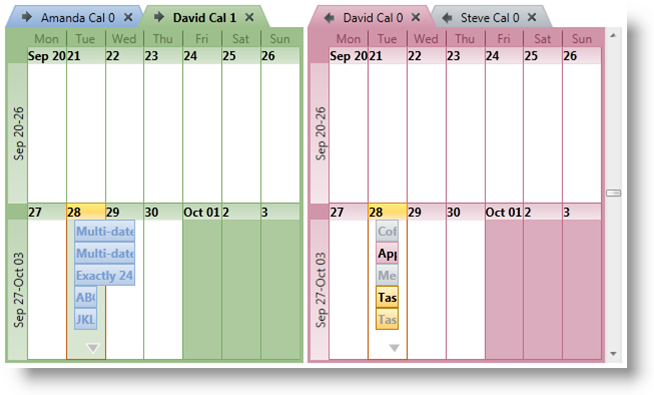 Amanda Cal 0 David Cal 1 David Cal 0 Steve Cal 0
Mon Tue Wed Thu Fri Sat Sun
Sep 20 21 22 23 24 25 26
Sep 20-26
27 28 29 30 Oct 01 2 3
Sep 27-Oct 03
Multi-date
Multi-date
Exactly 24
AB
JKL
Mon Tue Wed Thu Fri Sat Sun
Sep 20 21 22 23 24 25 26
Sep 20-26
27 28 29 30 Oct 01 2 3
Sep 27-Oct 03
Cof
App
Me
Tas
Tas